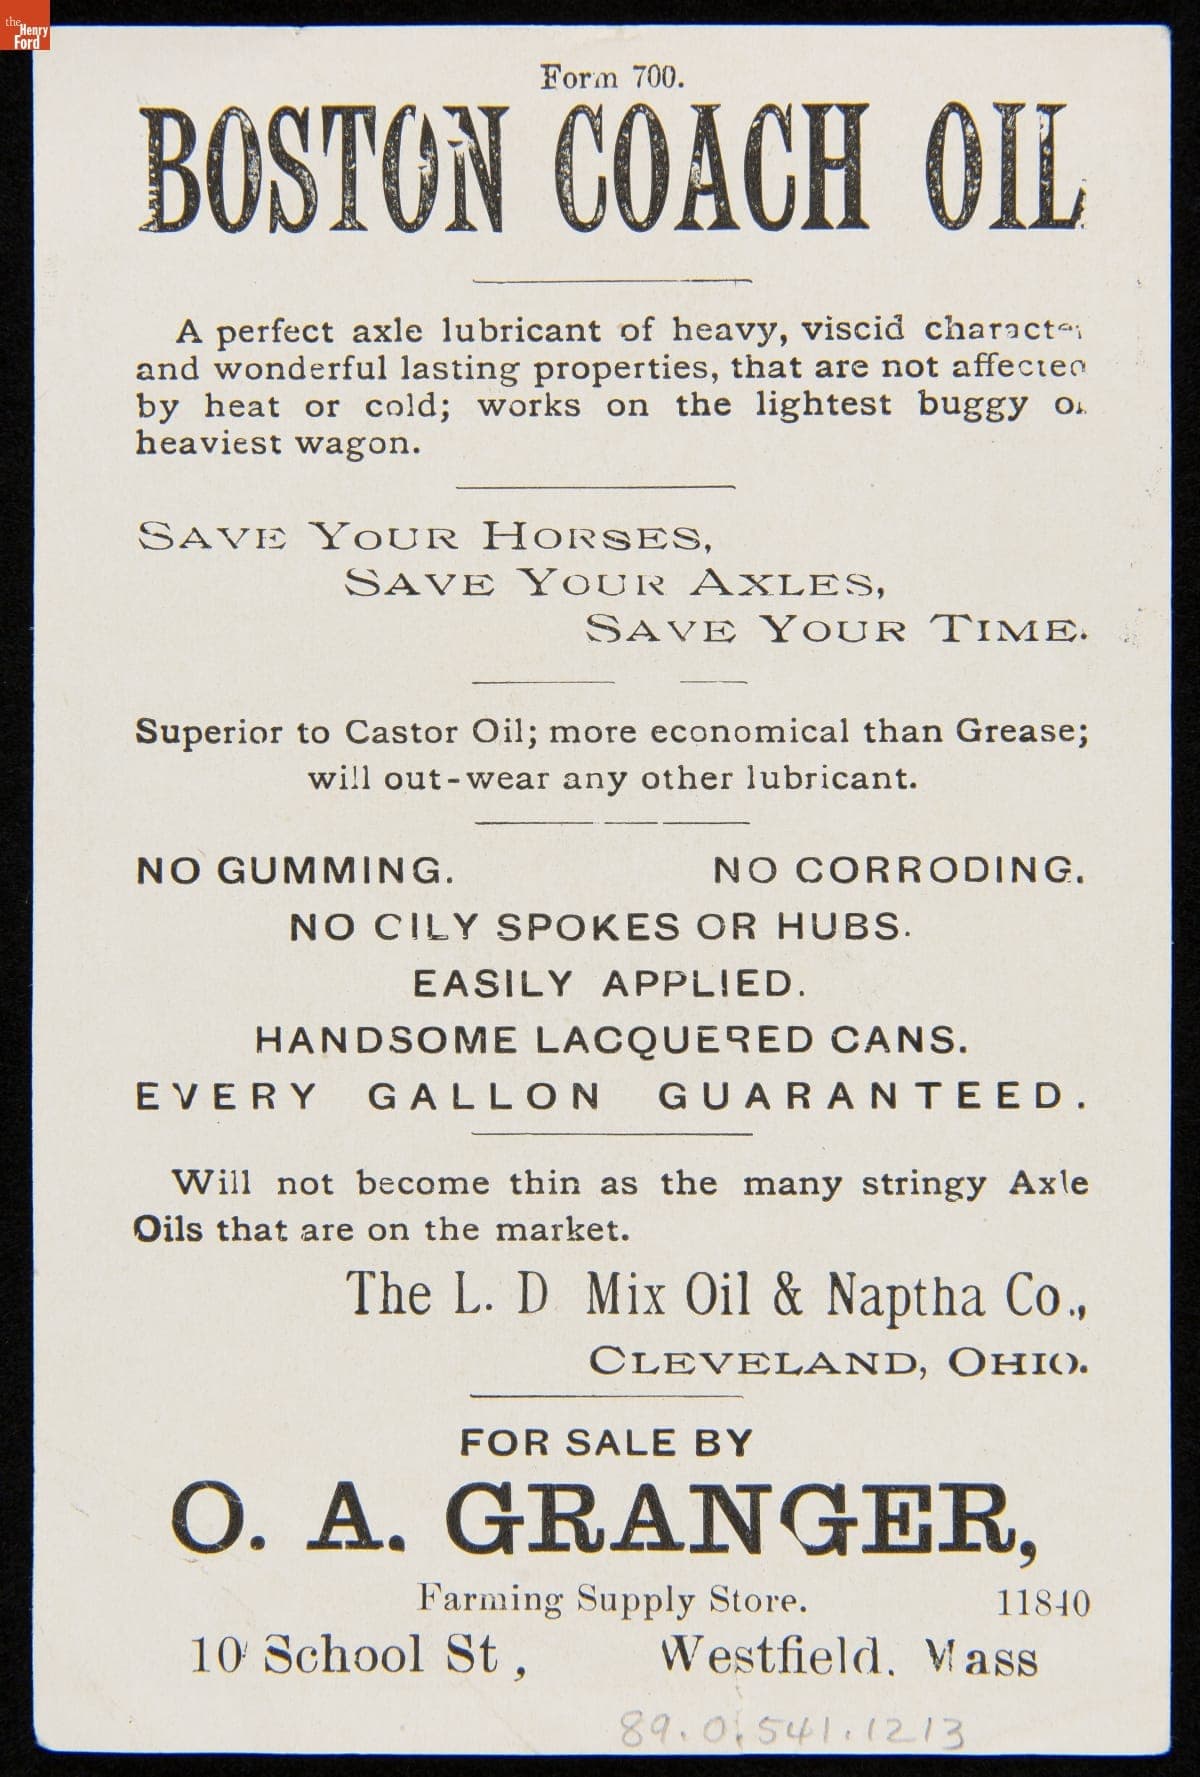 the
Henry
Ford
Form 700.
BOSTON COACH OIL
A perfect axle lubricant of heavy, viscid character
and wonderful lasting properties, that are not affected
by heat or cold; works on the lightest buggy or
heaviest wagon.
SAVE YOUR HORSES,
SAVE YOUR AXLES,
SAVE YOUR TIME.
Superior to Castor Oil; more economical than Grease;
will out-wear any other lubricant.
NO GUMMING. NO CORRODING.
NO OILY SPOKES OR HUBS.
EASILY APPLIED.
HANDSOME LACQUERED CANS.
EVERY GALLON GUARANTEED.
Will not become thin as the many stringy Axle
Oils that are on the market.
The L. D Mix Oil & Naptha Co.,
CLEVELAND, OHIO.
FOR SALE BY
O. A. GRANGER,
Farming Supply Store. 11840
10 School St, Westfield. Mass
89.0.541.1213